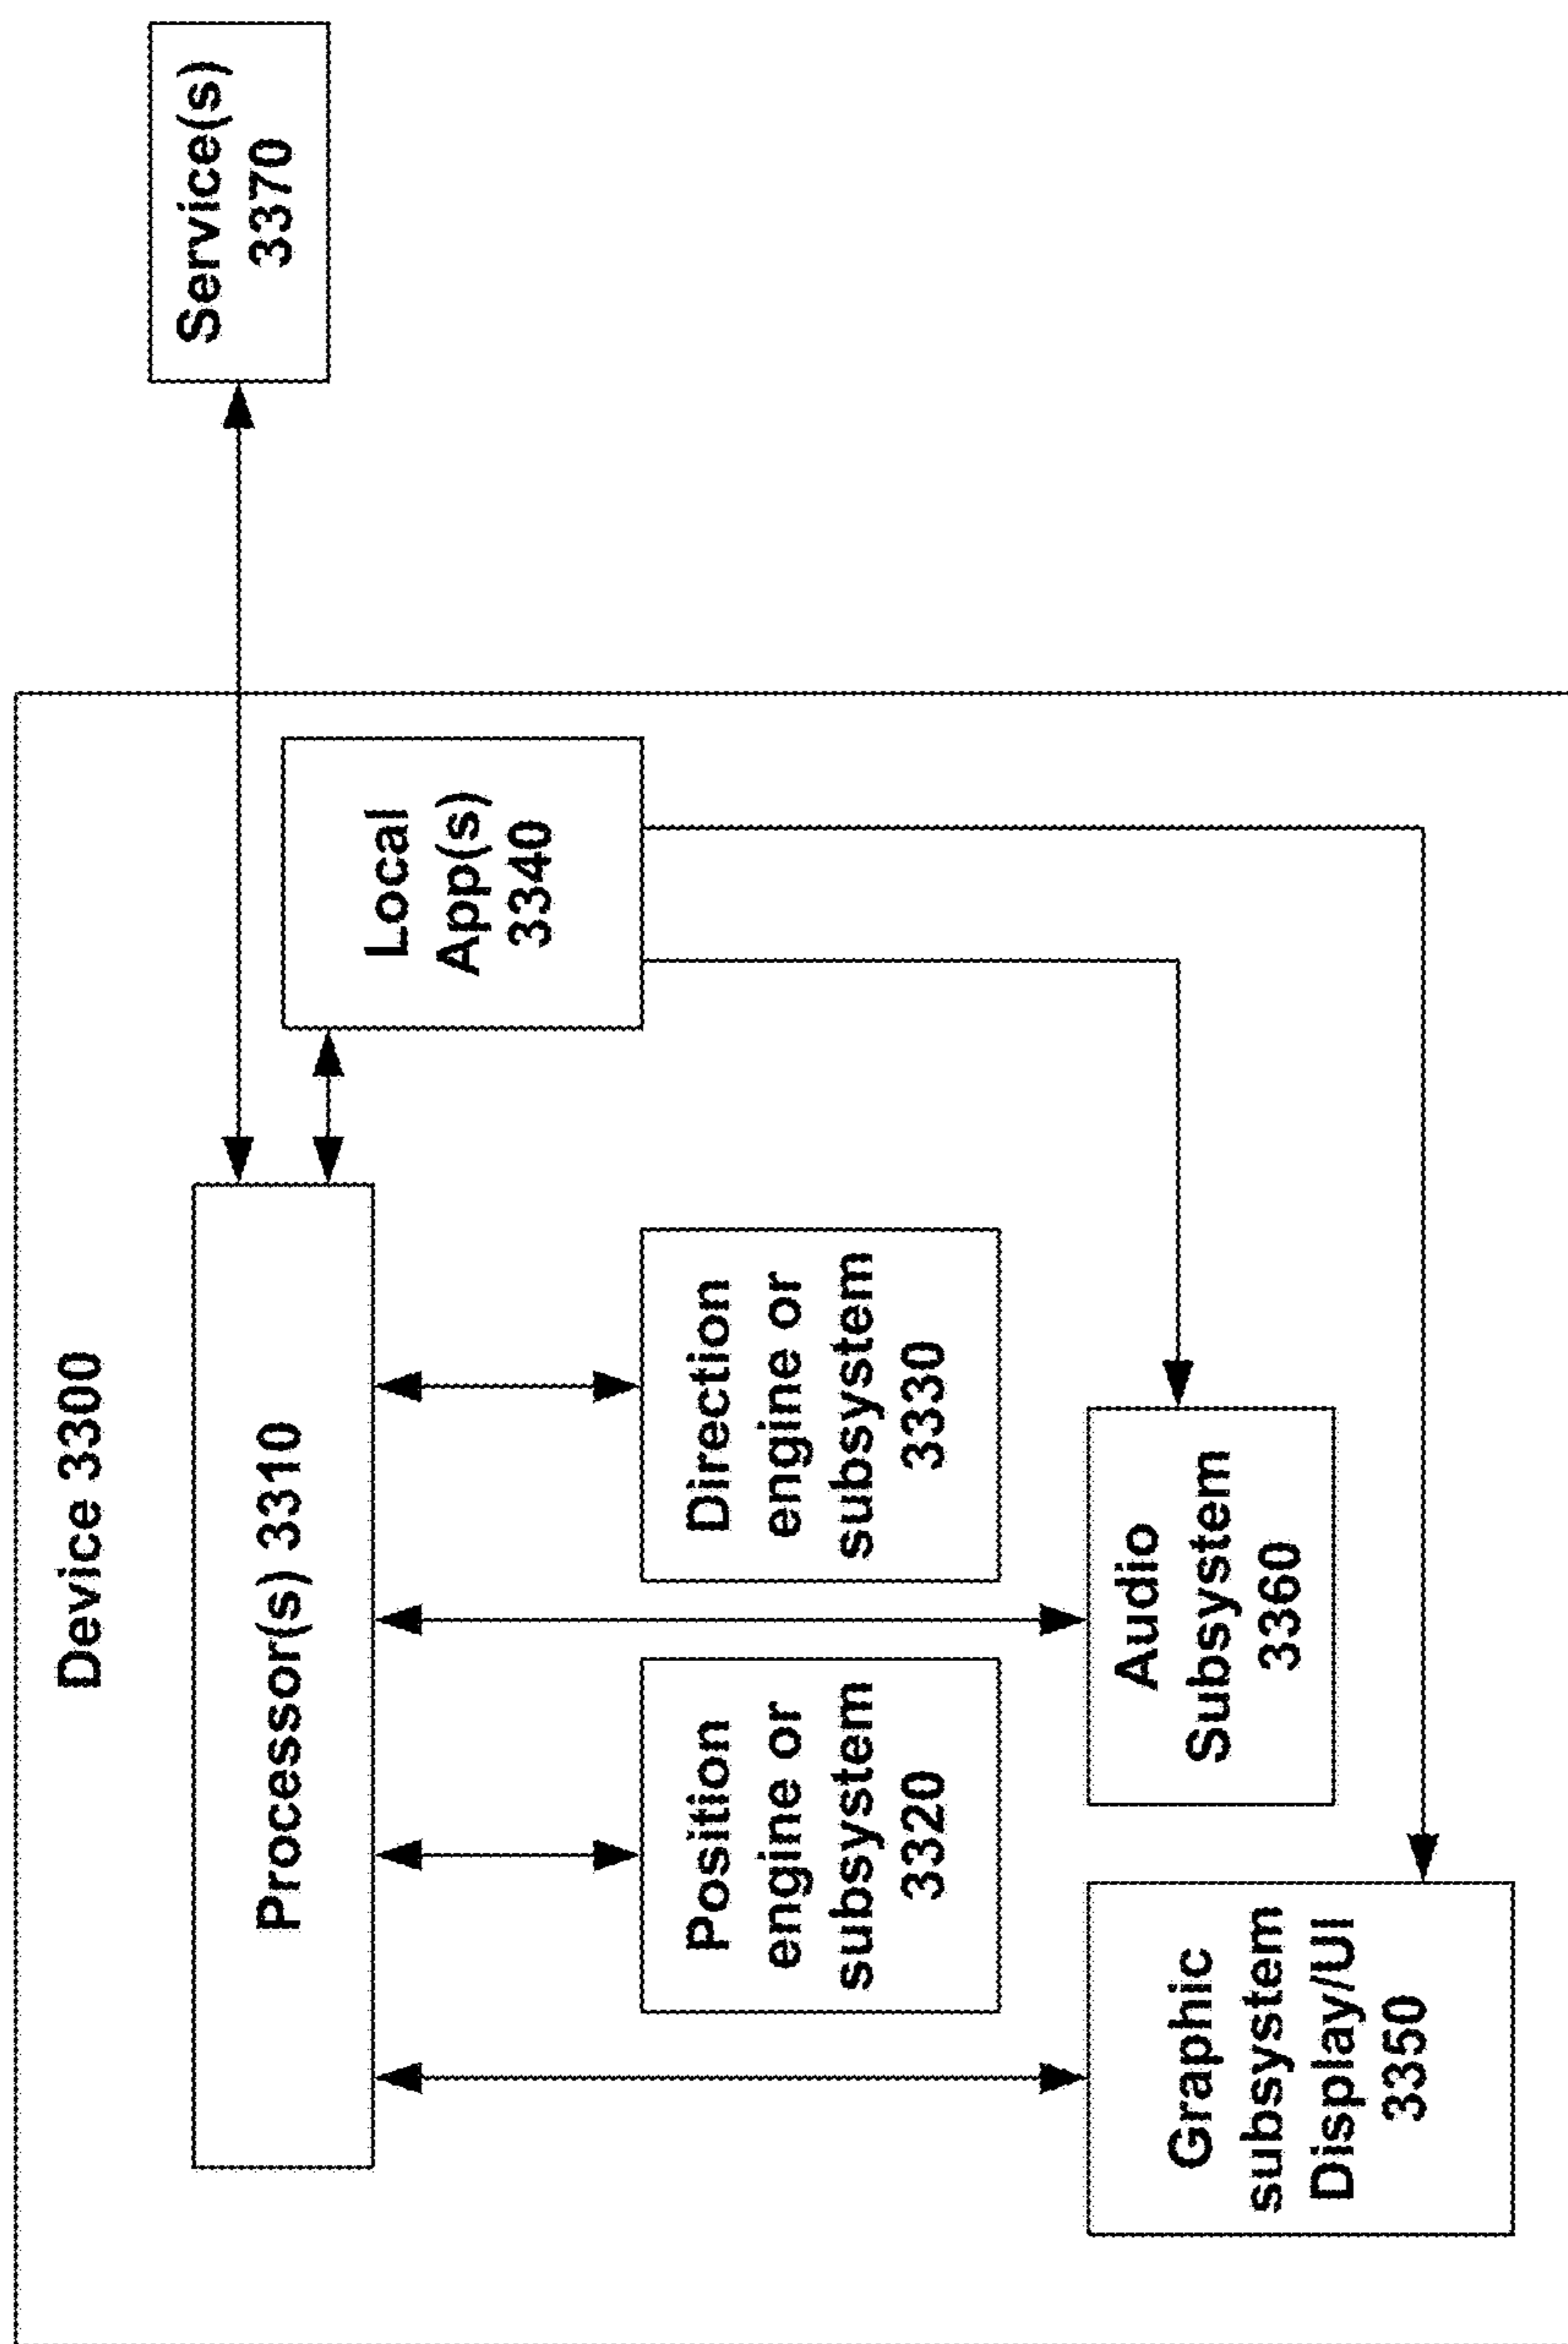 Device 3300
Processor(s) 3310
Service(s)
3370
Local
App(s)
3340
Position
engine or
subsystem
3320
Direction
engine or
subsystem
3330
Graphic
subsystem
Display/UI
3350
Audio
Subsystem
3360